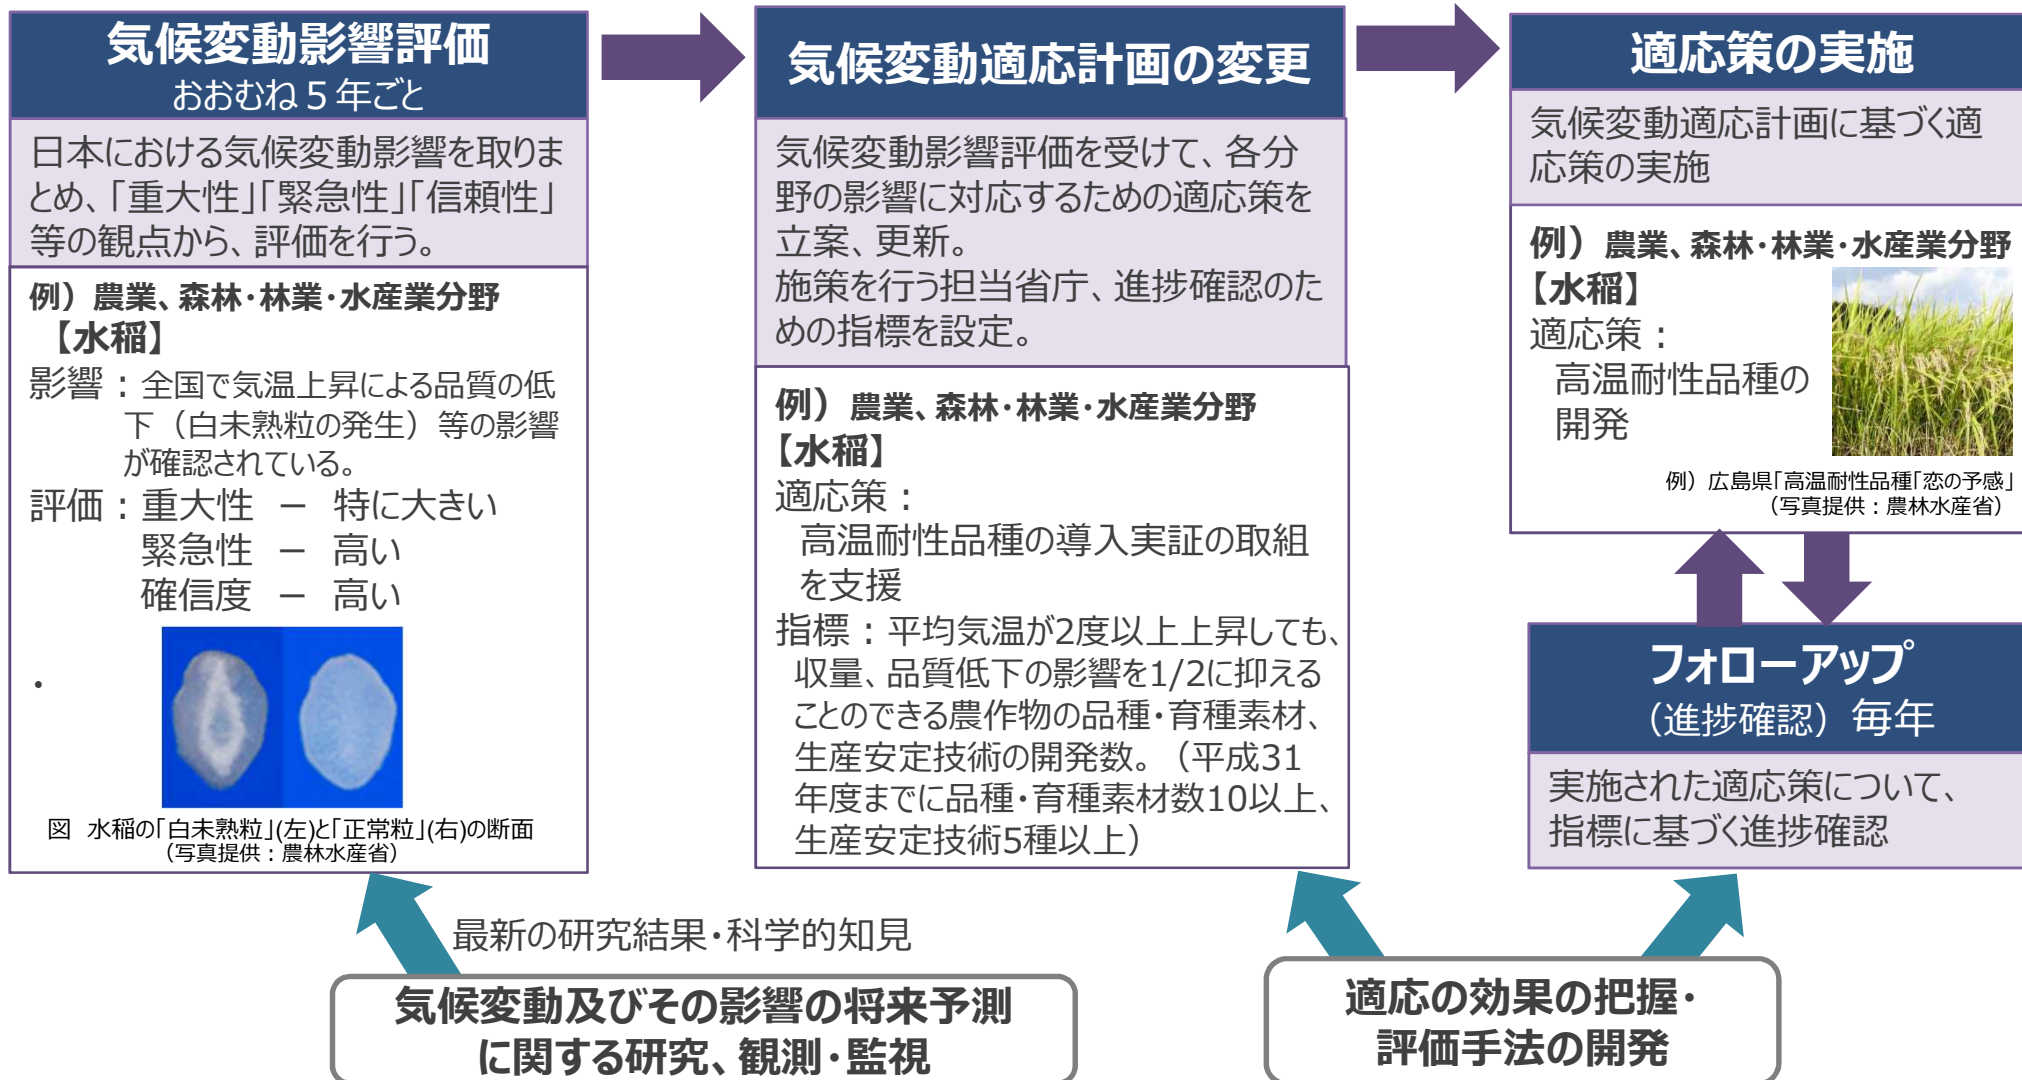 気候変動影響評価
おおむね５年ごと
日本における気候変動影響を取りま
とめ、「重大性」「緊急性」「信頼性」
等の観点から、評価を行う。
例）農業、森林・林業・水産業分野
【水稲】
影響：全国で気温上昇による品質の低
下（白未熟粒の発生）等の影響
が確認されている。
評価：重大性　－　特に大きい
緊急性　－　高い
確信度　－　高い
・
図　水稲の「白未熟粒」(左)と「正常粒」(右)の断面
（写真提供：農林水産省）
気候変動適応計画の変更
気候変動影響評価を受けて、各分
野の影響に対応するための適応策を
立案、更新。
施策を行う担当省庁、進捗確認のた
めの指標を設定。
例）農業、森林・林業・水産業分野
【水稲】
適応策：
高温耐性品種の導入実証の取組
を支援
指標：平均気温が2度以上上昇しても、
収量、品質低下の影響を1/2に抑える
ことのできる農作物の品種・育種素材、
生産安定技術の開発数。（平成31
年度までに品種・育種素材数10以上、
生産安定技術5種以上）
適応策の実施
気候変動適応計画に基づく適
応策の実施
例）農業、森林・林業・水産業分野
【水稲】
適応策：
高温耐性品種の
開発
例）広島県「高温耐性品種「恋の予感」
（写真提供：農林水産省）
フォローアップ
（進捗確認）毎年
実施された適応策について、
指標に基づく進捗確認
最新の研究結果・科学的知見
気候変動及びその影響の将来予測
に関する研究、観測・監視
適応の効果の把握・
評価手法の開発